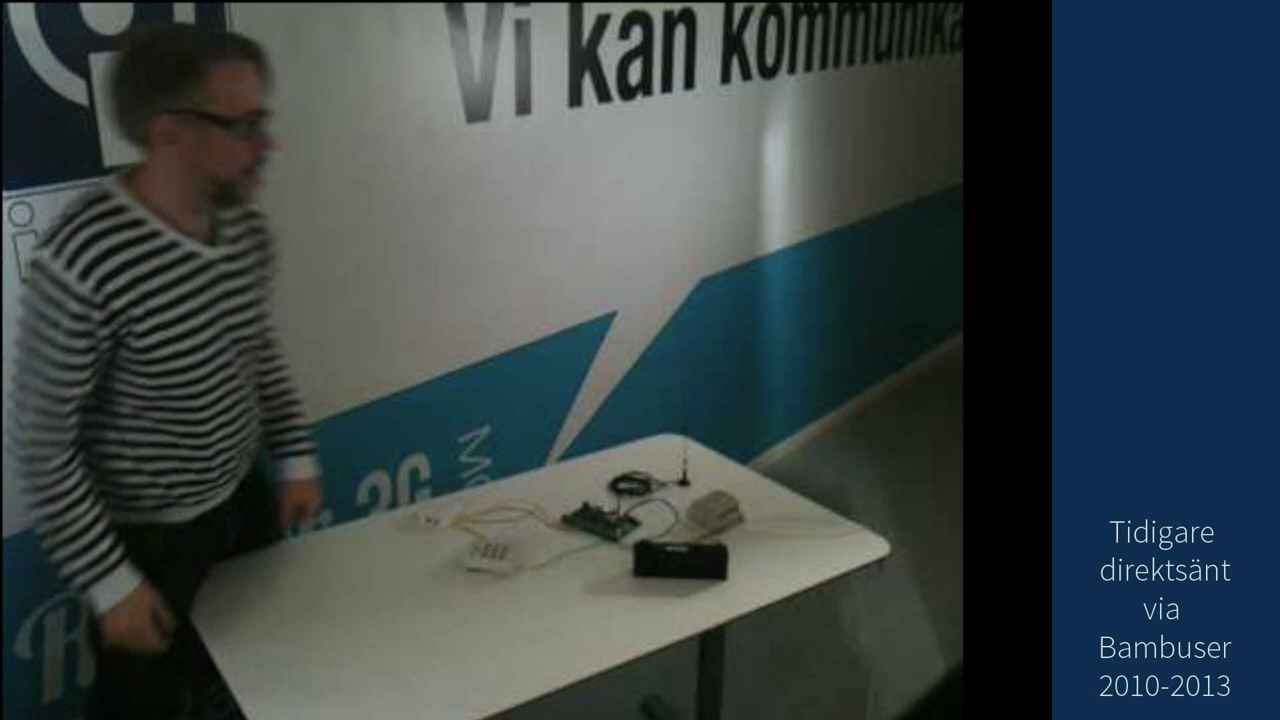 Vi kan kommunika
3G
Tidigare
direktsänt
via
Bambuser
2010-2013